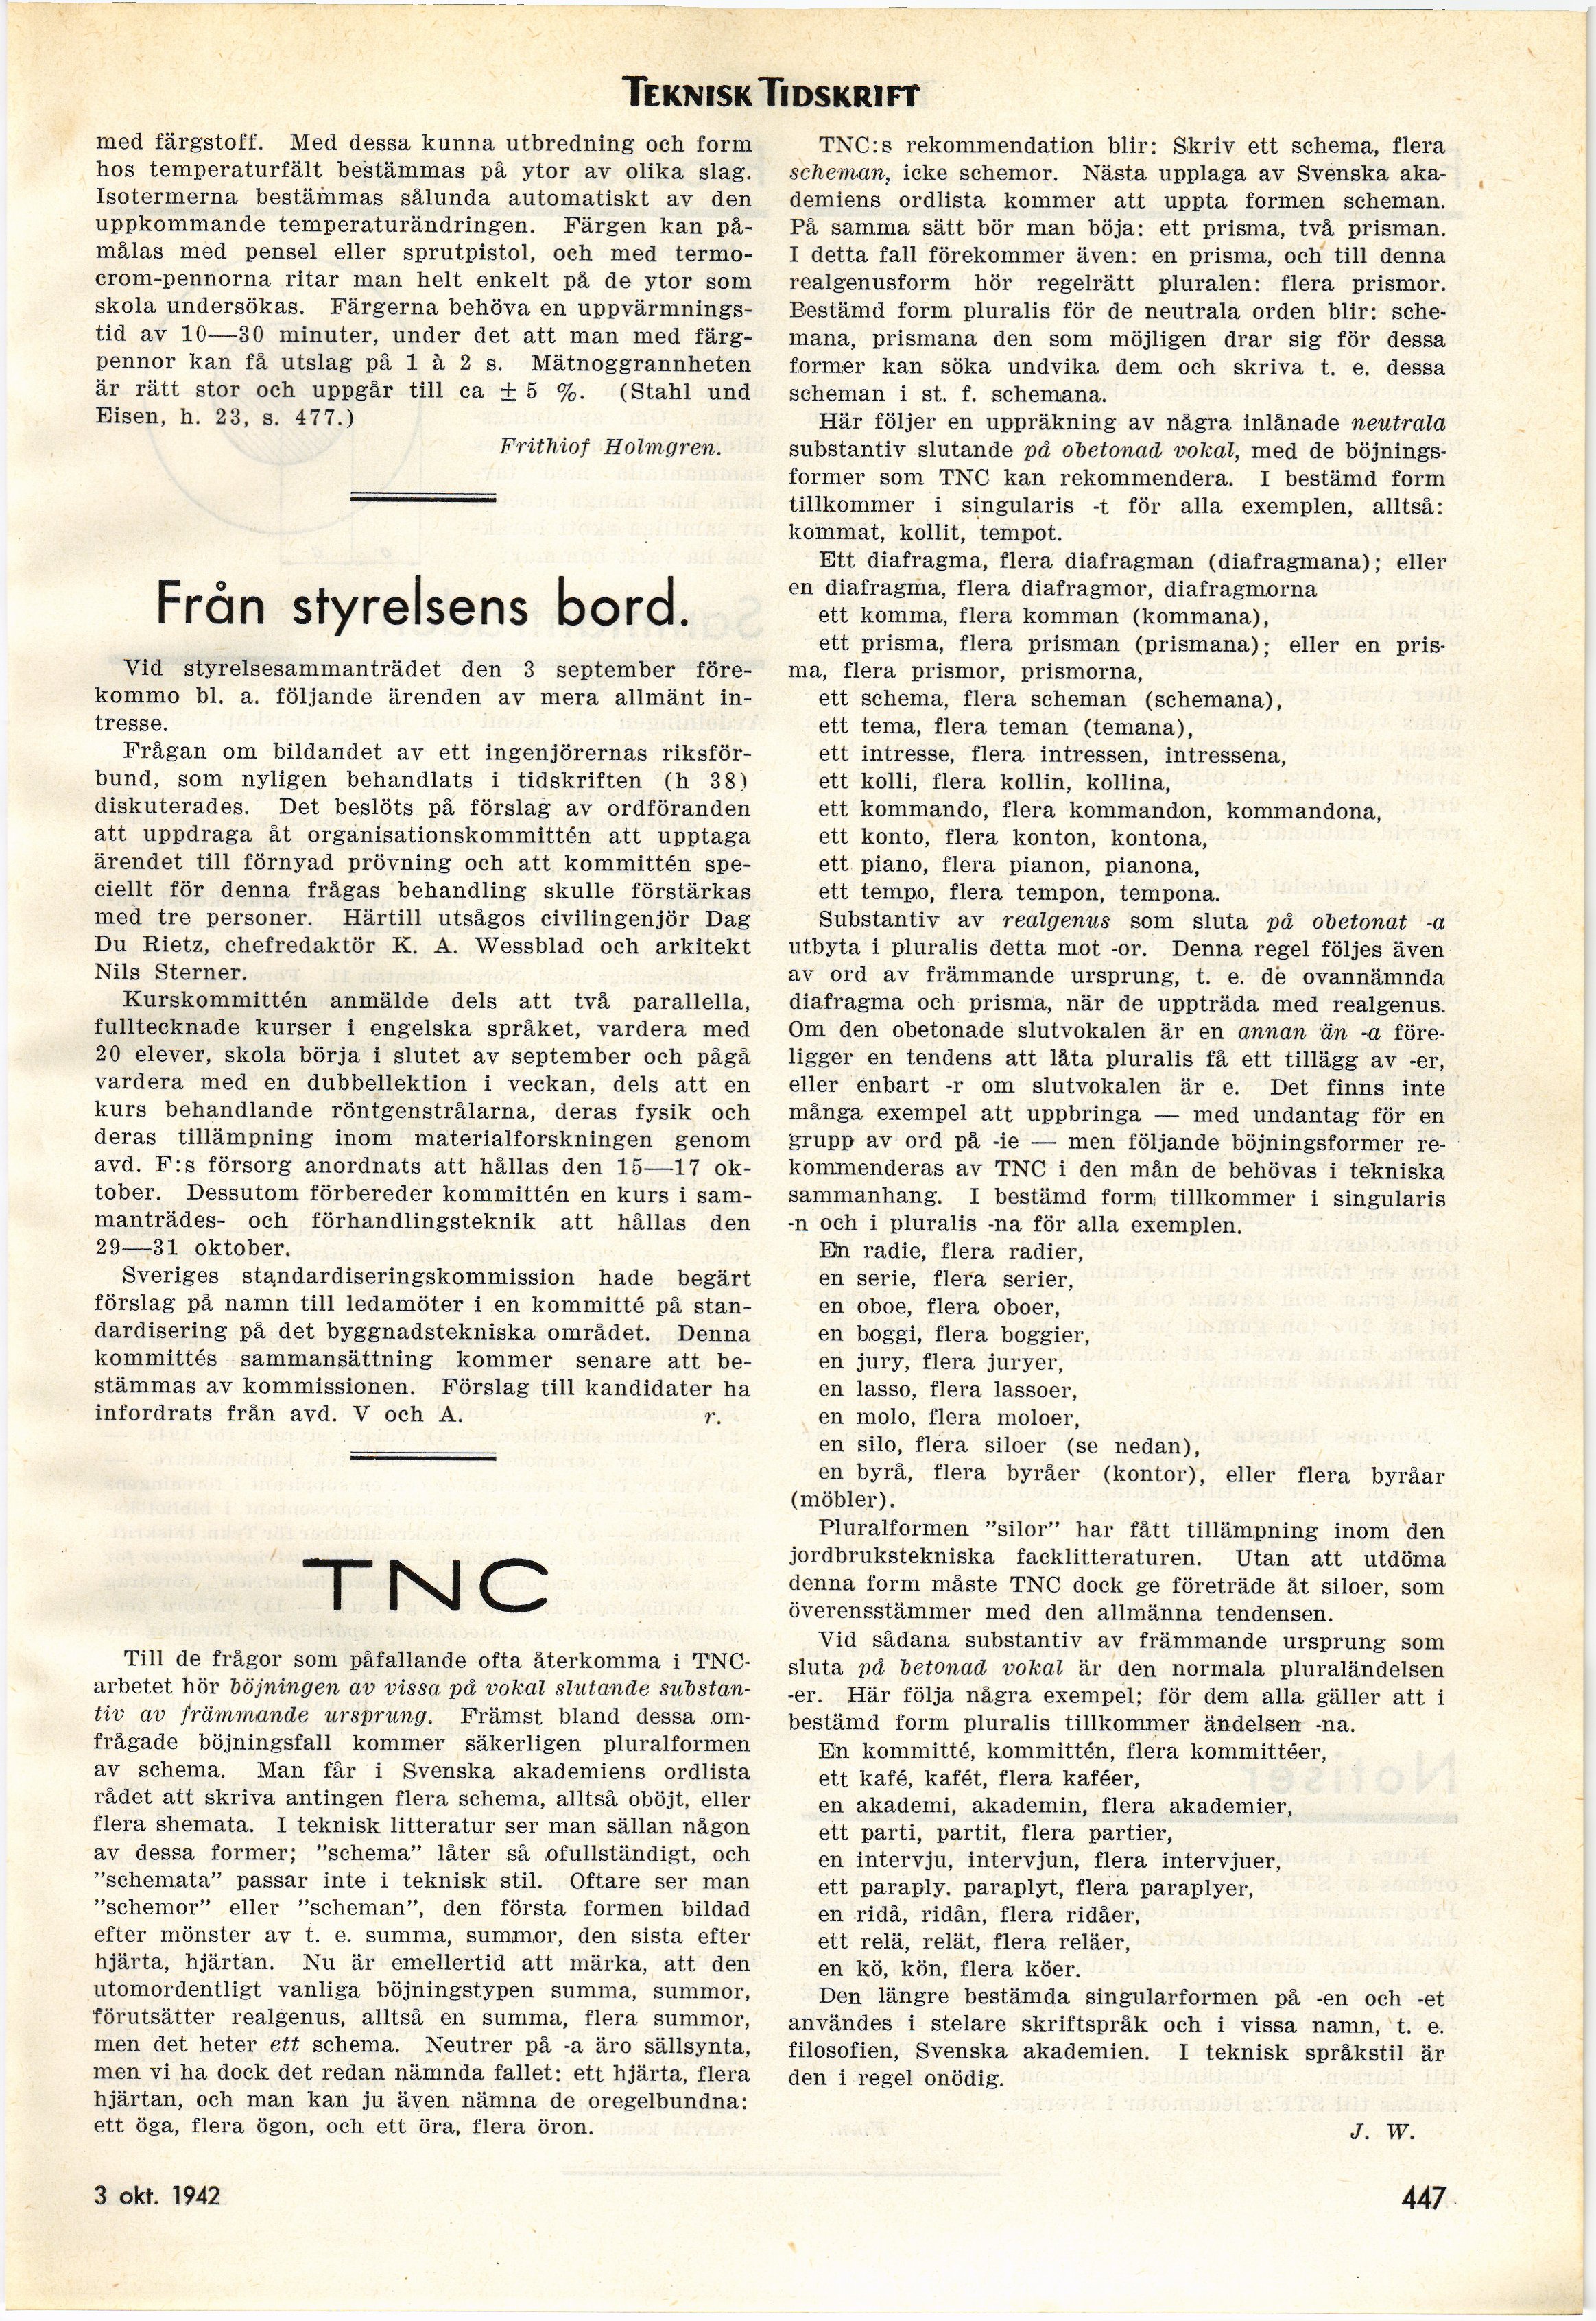 TEKNISK TIDSKRIFT
med färgstoff. Med dessa kunna utbredning och form
hos temperaturfält bestämmas på ytor av olika slag.
Isotermerna bestämmas sålunda automatiskt av den
uppkommande temperaturändringen. Färgen kan på-
målas med pensel eller sprutpistol, och med termo-
crom-pennorna ritar man helt enkelt på de ytor som
skola undersökas. Färgerna behöva en uppvärmnings-
tid av 10—30 minuter, under det att man med färg-
pennor kan få utslag på 1 à 2 s. Mätnoggrannheten
är rätt stor och uppgår till ca ± 5 %. (Stahl und
Eisen, h. 23, s. 477.)
Frithiof Holmgren.
Från styrelsens bord.
Vid styrelsesammanträdet den 3 september före-
kommo bl. a. följande ärenden av mera allmänt in-
tresse.
Frågan om bildandet av ett ingenjörernas riksför-
bund, som nyligen behandlats i tidskriften (h 38)
diskuterades. Det beslöts på förslag av ordföranden
att uppdraga åt organisationskommittén att upptaga
ärendet till förnyad prövning och att kommittén spe-
ciellt för denna frågas behandling skulle förstärkas
med tre personer. Härtill utsågos civilingenjör Dag
Du Rietz, chefredaktör K. A. Wessblad och arkitekt
Nils Sterner.
Kurskommittén anmälde dels att två parallella,
fulltecknade kurser i engelska språket, vardera med
20 elever, skola börja i slutet av september och pågå
vardera med en dubbellektion i veckan, dels att en
kurs behandlande röntgenstrålarna, deras fysik och
deras tillämpning inom materialforskningen genom
avd. F:s försorg anordnats att hållas den 15—17 ok-
tober. Dessutom förbereder kommittén en kurs i sam-
manträdes- och förhandlingsteknik att hållas den
29—31 oktober.
Sveriges standardiseringskommission hade begärt
förslag på namn till ledamöter i en kommitté på stan-
dardisering på det byggnadstekniska området. Denna
kommittés sammansättning kommer senare att be-
stämmas av kommissionen. Förslag till kandidater ha
infordrats från avd. V och A. r.
TNC
Till de frågor som påfallande ofta återkomma i TNC-
arbetet hör böjningen av vissa på vokal slutande substan-
tiv av främmande ursprung. Främst bland dessa om-
frågade böjningsfall kommer säkerligen pluralformen
av schema. Man får i Svenska akademiens ordlista
rådet att skriva antingen flera schema, alltså oböjt, eller
flera shemata. I teknisk litteratur ser man sällan någon
av dessa former; ”schema” låter så ofullständigt, och
”schemata” passar inte i teknisk stil. Oftare ser man
”schemor” eller ”scheman”, den första formen bildad
efter mönster av t. e. summa, summor, den sista efter
hjärta, hjärtan. Nu är emellertid att märka, att den
utomordentligt vanliga böjningstypen summa, summor,
förutsätter realgenus, alltså en summa, flera summor,
men det heter ett schema. Neutrer på -a äro sällsynta,
men vi ha dock det redan nämnda fallet: ett hjärta, flera
hjärtan, och man kan ju även nämna de oregelbundna:
ett öga, flera ögon, och ett öra, flera öron.
TNC:s rekommendation blir: Skriv ett schema, flera
scheman, icke schemor. Nästa upplaga av Svenska aka-
demiens ordlista kommer att uppta formen scheman.
På samma sätt bör man böja: ett prisma, två prisman.
I detta fall förekommer även: en prisma, och till denna
realgenusform hör regelrätt pluralen: flera prismor.
Bestämd form pluralis för de neutrala orden blir: sche-
mana, prismana den som möjligen drar sig för dessa
former kan söka undvika dem och skriva t. e. dessa
scheman i st. f. schemana.
Här följer en uppräkning av några inlånade neutrala
substantiv slutande på obetonad vokal, med de böjnings-
former som TNC kan rekommendera. I bestämd form
tillkommer i singularis -t för alla exemplen, alltså:
kommat, kollit, tempot.
Ett diafragma, flera diafragman (diafragmana); eller
en diafragma, flera diafragmor, diafragmorna
ett komma, flera komman (kommana),
ett prisma, flera prisman (prismana); eller en pris-
ma, flera prismor, prismorna,
ett schema, flera scheman (schemana),
ett tema, flera teman (temana),
ett intresse, flera intressen, intressena,
ett kolli, flera kollin, kollina,
ett kommando, flera kommandon, kommandona,
ett konto, flera konton, kontona,
ett piano, flera pianon, pianona,
ett tempo, flera tempon, tempona.
Substantiv av realgenus som sluta på obetonat -a
utbyta i pluralis detta mot -or. Denna regel följes även
av ord av främmande ursprung, t. e. de ovannämnda
diafragma och prisma, när de uppträda med realgenus.
Om den obetonade slutvokalen är en annan än -a före-
ligger en tendens att låta pluralis få ett tillägg av -er,
eller enbart -r om slutvokalen är e. Det finns inte
många exempel att uppbringa — med undantag för en
grupp av ord på -ie — men följande böjningsformer re-
kommenderas av TNC i den mån de behövas i tekniska
sammanhang. I bestämd form tillkommer i singularis
-n och i pluralis -na för alla exemplen.
En radie, flera radier,
en serie, flera serier,
en oboe, flera oboer,
en boggi, flera boggier,
en jury, flera juryer,
en lasso, flera lassoer,
en molo, flera moloer,
en silo, flera siloer (se nedan),
en byrå, flera byråer (kontor), eller flera byråar
(möbler).
Pluralformen ”silor” har fått tillämpning inom den
jordbrukstekniska facklitteraturen. Utan att utdöma
denna form måste TNC dock ge företräde åt siloer, som
överensstämmer med den allmänna tendensen.
Vid sådana substantiv av främmande ursprung som
sluta på betonad vokal är den normala pluraländelsen
-er. Här följa några exempel; för dem alla gäller att i
bestämd form pluralis tillkommer ändelsen -na.
En kommitté, kommittén, flera kommittéer,
ett kafé, kafét, flera kaféer,
en akademi, akademin, flera akademier,
ett parti, partit, flera partier,
en intervju, intervjun, flera intervjuer,
ett paraply. paraplyt, flera paraplyer,
en ridå, ridån, flera ridåer,
ett relä, relät, flera reläer,
en kö, kön, flera köer.
Den längre bestämda singularformen på -en och -et
användes i stelare skriftspråk och i vissa namn, t. e.
filosofien, Svenska akademien. I teknisk språkstil är
den i regel onödig.
J. W.
3 okt. 1942
447